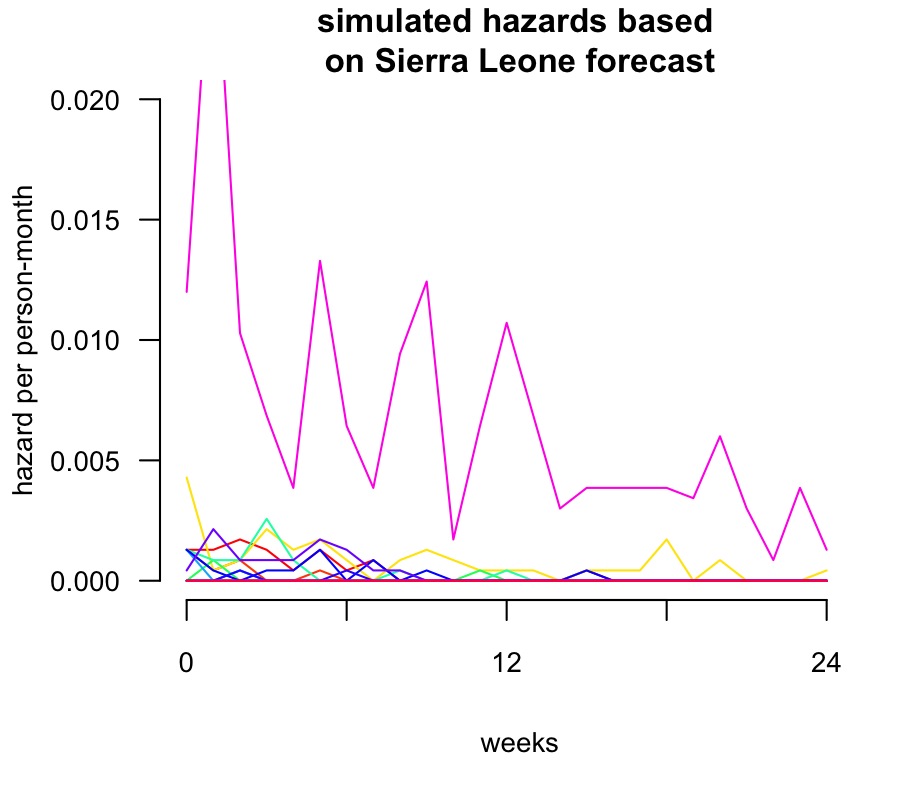 simulated hazards based
on Sierra Leone forecast
hazard per person-month
0.020
0.015
0.010
0.005
0.000
0
12
24
weeks